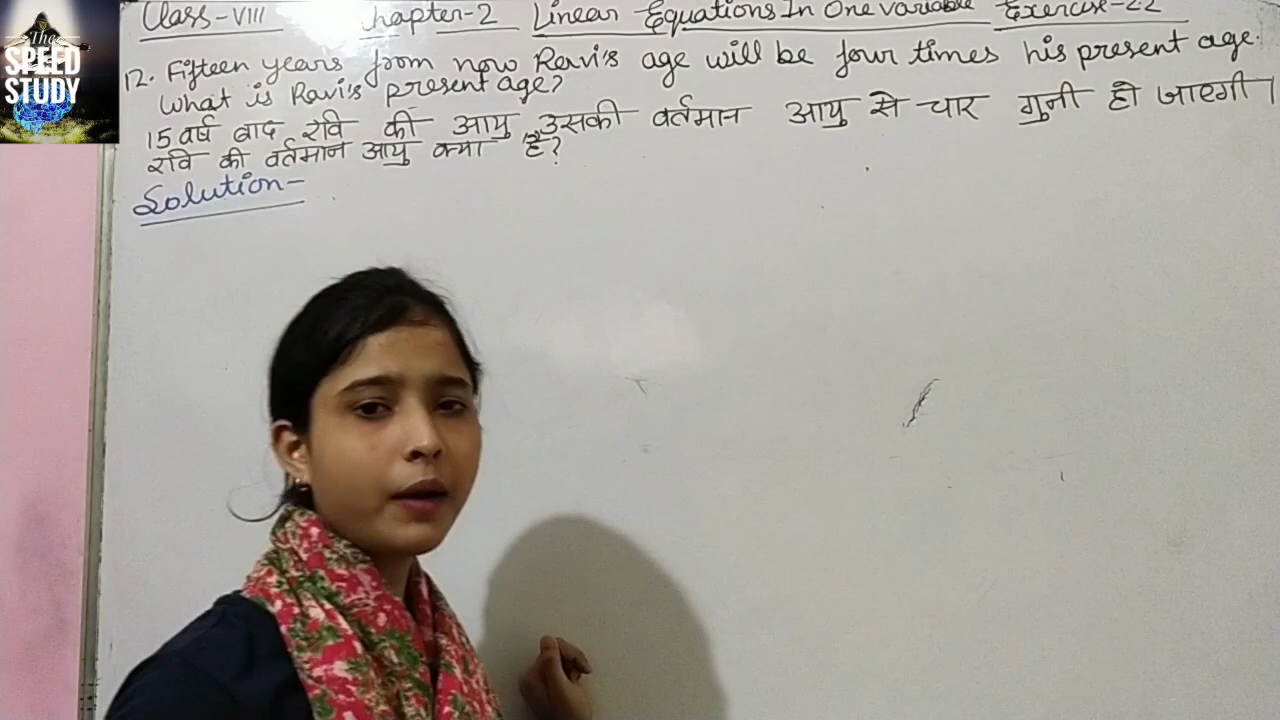 The
SPEED
STUDY
Class-VIII Chapter-2 Linear Equations In One variable Exercise-2.2
12. Fifteen years from now Ravi's age will be four times his present age.
What is Ravi's present age?
15 वर्ष बाद रवि की आयु उसकी वर्तमान आयु से चार गुनी हो जाएगी।
रवि की वर्तमान आयु क्या है?
Solution-